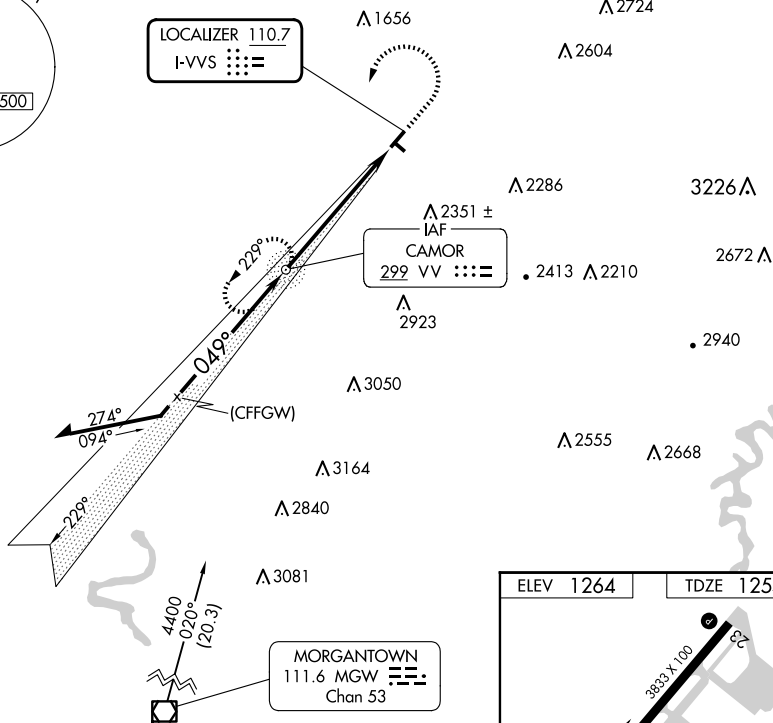 1656
2724
LOCALIZER 110.7
I-VVS
2604
500
2286
3226
2351 ±
IAF
CAMOR
299 VV
229°
2672
2413
2210
2923
2940
049°
3050
(CFFGW)
274°
094°
2555
2668
3164
229°
2840
3081
ELEV 1264
TDZE 125
4400
020°
(20.3)
23
3833 X 100
MORGANTOWN
111.6 MGW
Chan 53